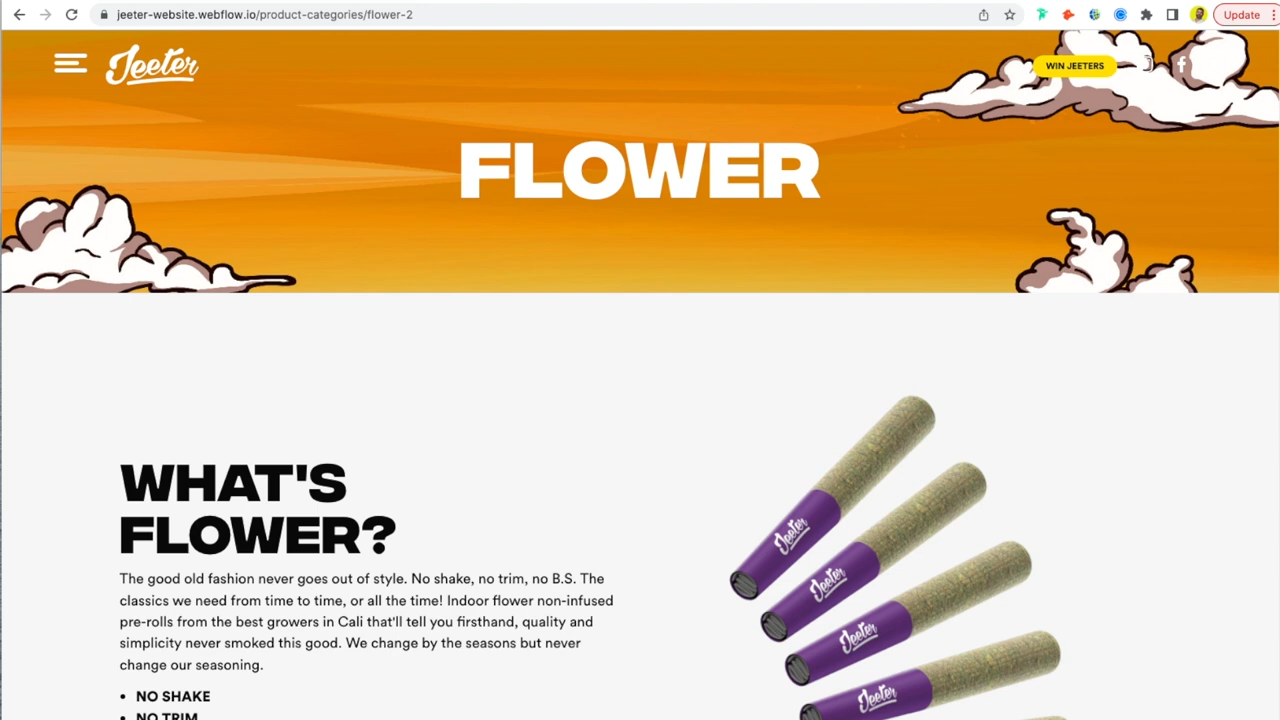 jeeter-website.webflow.io/product-categories/flower-2
Update
Jeeter
WIN JEETERS
FLOWER
WHAT'S
FLOWER?
The good old fashion never goes out of style. No shake, no trim, no B.S. The
classics we need from time to time, or all the time! Indoor flower non-infused
pre-rolls from the best growers in Cali that'll tell you firsthand, quality and
simplicity never smoked this good. We change by the seasons but never
change our seasoning.
• NO SHAKE
• NO TRIM
Jeeter
Jeeter
Jeeter
Jeeter